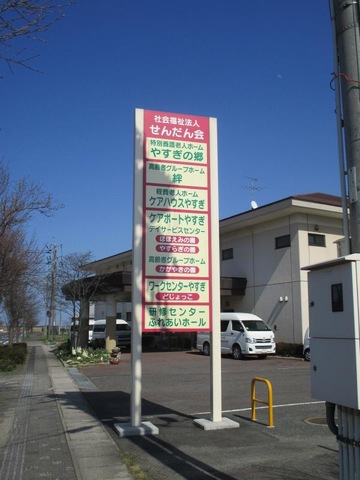 社会福祉法人
せんだん会
特別養護老人ホーム
やすぎの郷
高齢者グループホーム
絆
軽費老人ホーム
ケアハウスやすぎ
ケアポートやすぎ
デイサービスセンター
ほほえみの園
やすらぎの園
高齢者グループホーム
かがやきの園
ワークセンターやすぎ
どじょっこ
研修センター
ふれあいホール